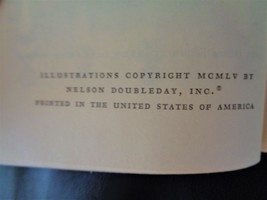 ILLUSTRATIONS COPYRIGHT MCMLV BY
NELSON DOUBLEDAY, INC.®
PRINTED IN THE UNITED STATES OF AMERICA